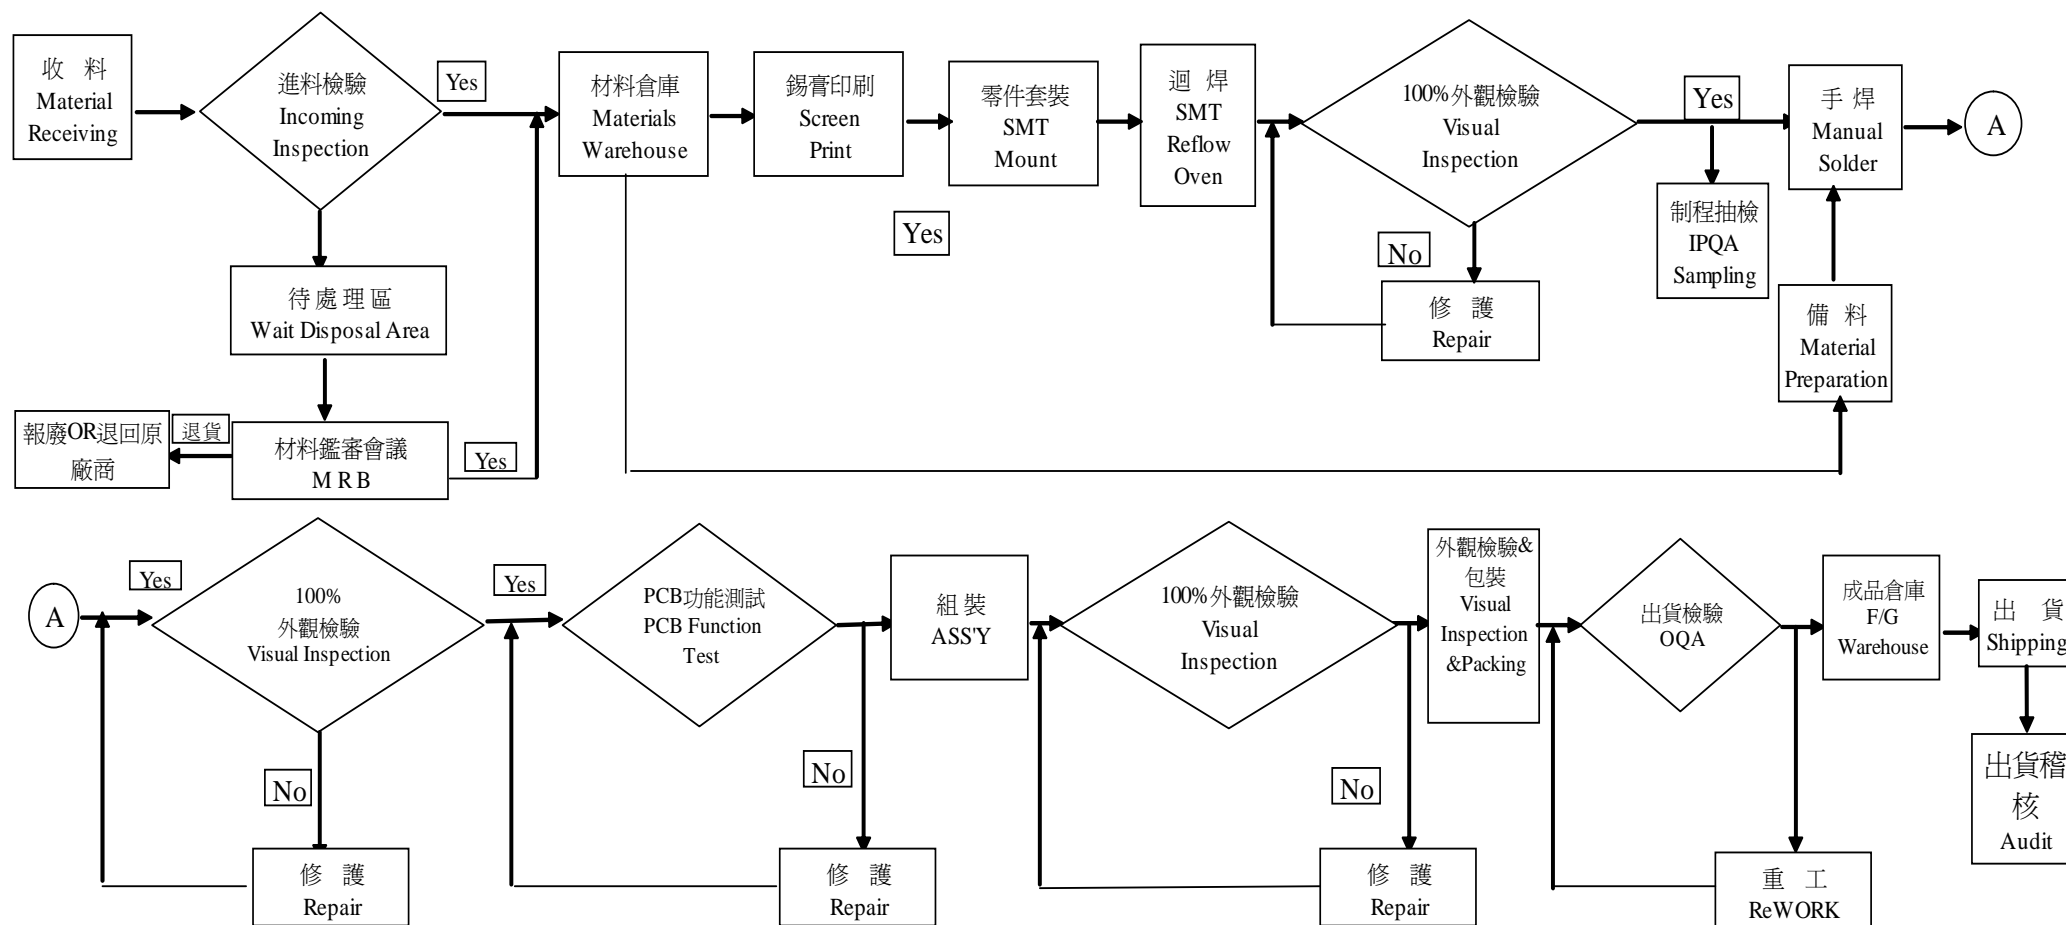 收 料
Material
Receiving
進料檢驗
Incoming
Inspection
Yes
材料倉庫
Materials
Warehouse
錫膏印刷
Screen
Print
零件套裝
SMT
Mount
迴 焊
SMT
Reflow
Oven
100%外觀檢驗
Visual
Inspection
Yes
手 焊
Manual
Solder
A
待處理區
Wait Disposal Area
Yes
No
修 護
Repair
制程抽檢
IPQA
Sampling
備 料
Material
Preparation
報廢OR退回原
廠商
退貨
材料鑑審會議
M R B
Yes
A
Yes
100%
外觀檢驗
Visual Inspection
Yes
PCB功能測試
PCB Function
Test
組 裝
ASS'Y
100%外觀檢驗
Visual
Inspection
外觀檢驗&
包裝
Visual
Inspection
&Packing
出貨檢驗
OQA
成品倉庫
F/G
Warehouse
出 貨
Shipping
No
No
No
出貨稽
核
Audit
修 護
Repair
修 護
Repair
修 護
Repair
重 工
ReWORK